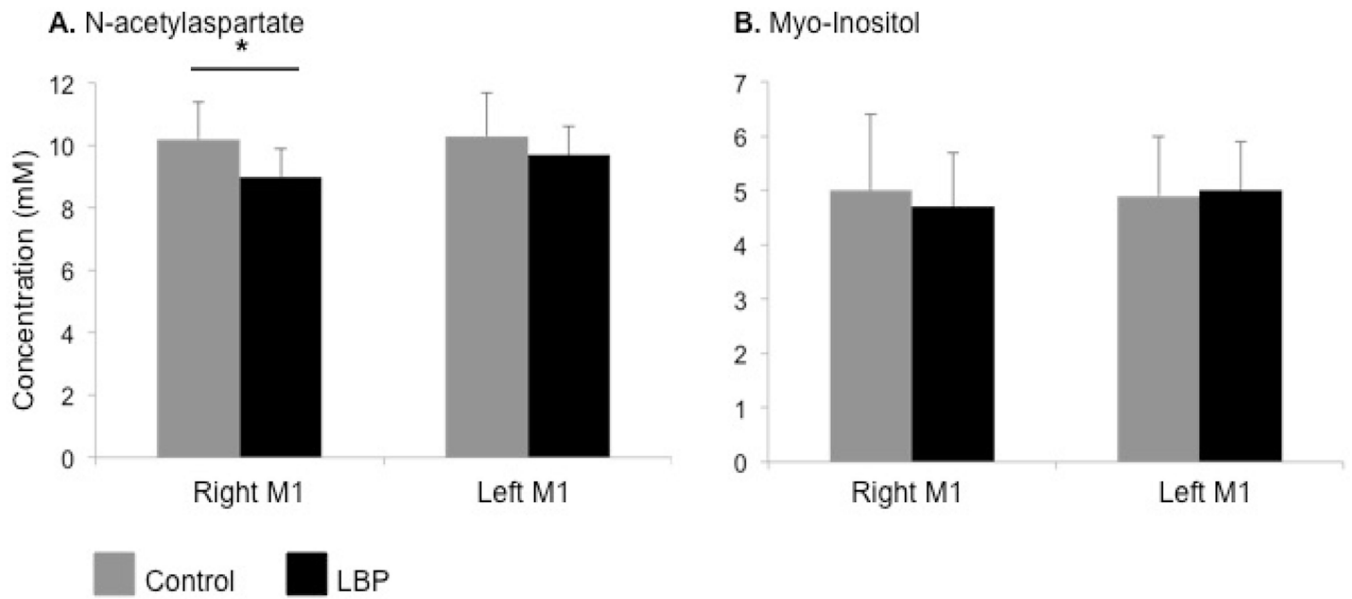 A. N-acetylaspartate
*
12
10
8
6
4
2
0
Concentration (mM)
Right M1
Left M1
B. Myo-Inositol
7
6
5
4
3
2
1
0
Right M1
Left M1
Control
LBP